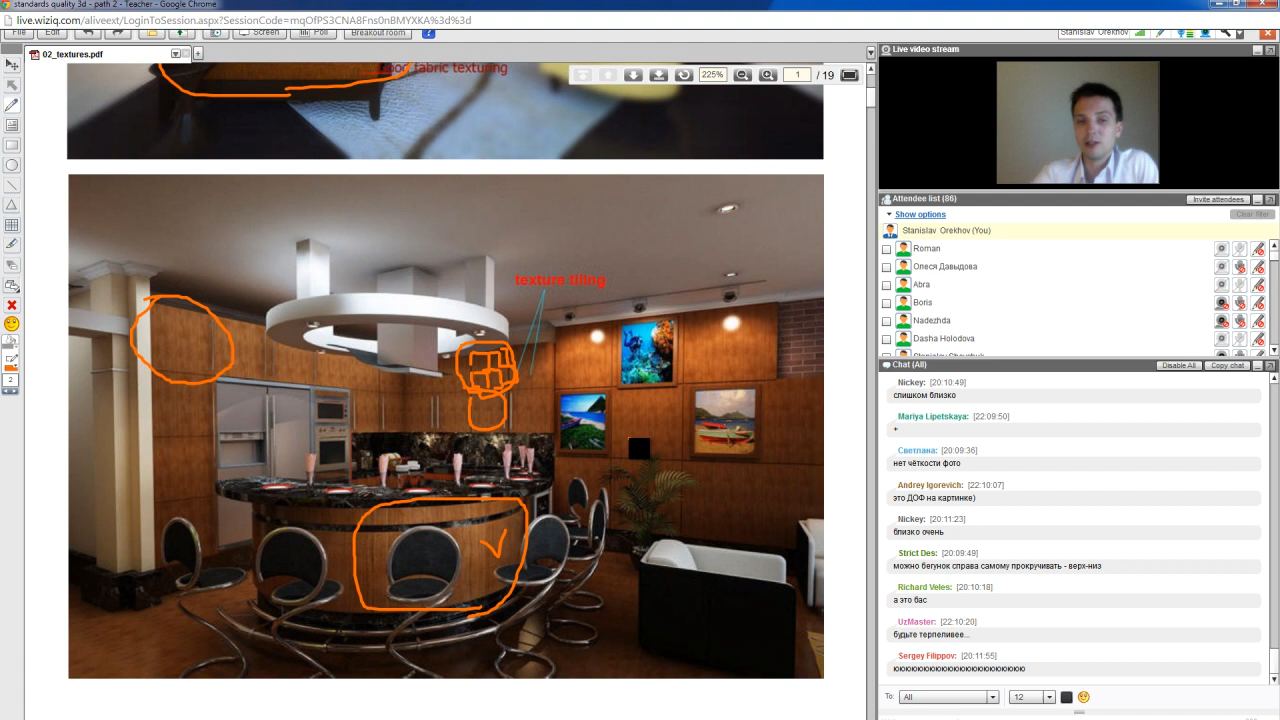 standards quality 3d - path 2 - Teacher - Google Chrome
live.wiziq.com/aliveext/LoginToSession.aspx?SessionCode=mqOfPS3CNA8Fns0nBMYXKA%3d%3d
File Edit Screen Poll Breakout room ? Stanislav Orekhov
02_textures.pdf
fabric texturing
225% 1 / 19
texture tiling
2
Live video stream
Attendee list (86) Invite attendees
Show options Clear filter
Stanislav Orekhov (You)
Roman
Олеся Давыдова
Abra
Boris
Nadezhda
Dasha Holodova
Chat (All) Disable All Copy chat
Nickey: [20:10:49]
слишком близко
Mariya Lipetskaya: [22:09:50]
+
Светлана: [20:09:36]
нет чёткости фото
Andrey Igorevich: [22:10:07]
это ДОФ на картинке)
Nickey: [20:11:23]
близко очень
Strict Des: [20:09:49]
можно бегунок справа самому прокручивать - верх-низ
Richard Veles: [20:10:18]
а это бас
UzMaster: [22:10:20]
будьте терпеливее...
Sergey Filippov: [20:11:55]
To: All 12